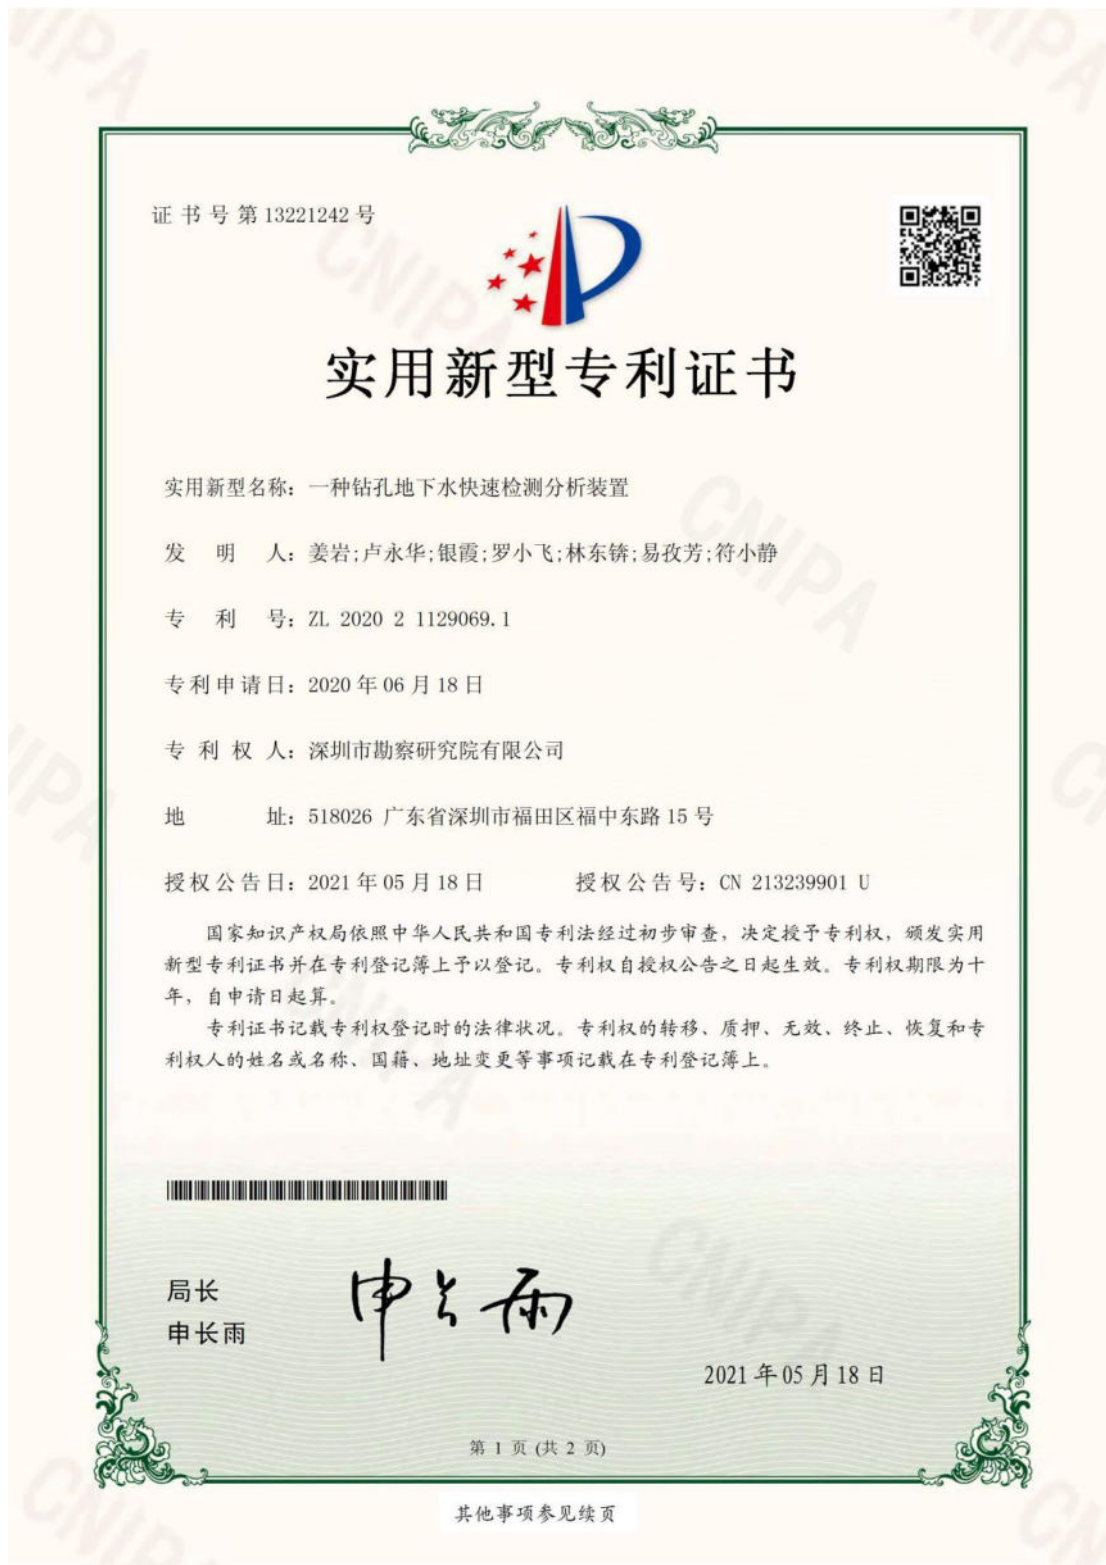 证书号第13221242号
实用新型专利证书
实用新型名称：一种钻孔地下水快速检测分析装置
发明人：姜岩;卢永华;银霞;罗小飞;林东锛;易孜芳;符小静
专利号：ZL 2020 2 1129069.1
专利申请日：2020年06月18日
专利权人：深圳市勘察研究院有限公司
地址：518026 广东省深圳市福田区福中东路15号
授权公告日：2021年05月18日 授权公告号：CN 213239901 U
国家知识产权局依照中华人民共和国专利法经过初步审查，决定授予专利权，颁发实用
新型专利证书并在专利登记簿上予以登记。专利权自授权公告之日起生效。专利权期限为十
年，自申请日起算。
专利证书记载专利权登记时的法律状况。专利权的转移、质押、无效、终止、恢复和专
利权人的姓名或名称、国籍、地址变更等事项记载在专利登记簿上。
局长
申长雨
申长雨
2021年05月18日
第 1 页 (共 2 页)
其他事项参见续页
CNIPA
CNIPA
CNIPA
CNIPA